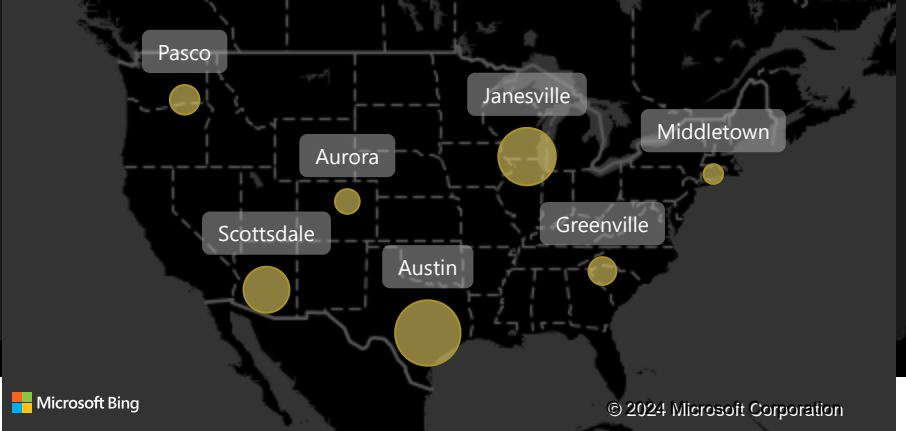 Pasco
Janesville
Middletown
Aurora
Greenville
Scottsdale
Austin
Microsoft Bing
© 2024 Microsoft Corporation